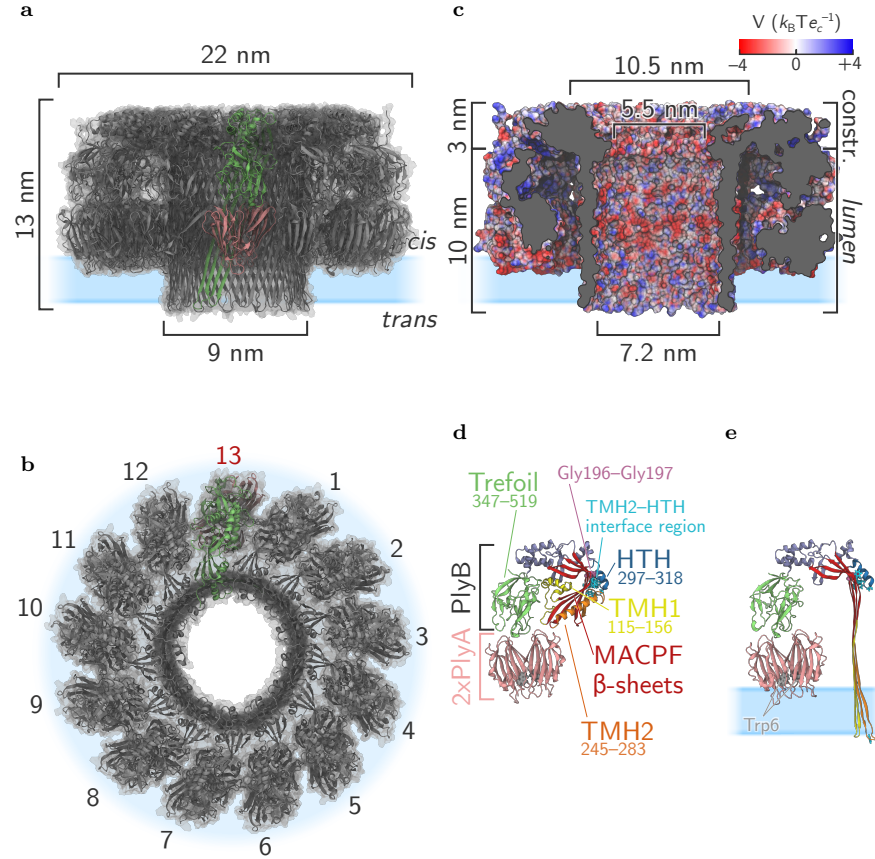 a
22 nm
13 nm
cis
trans
9 nm
c
V (k_BTe_c^−1)
−4 0 +4
10.5 nm
5.5 nm
3 nm
10 nm
constr.
lumen
7.2 nm
b
13
1
2
3
4
5
6
7
8
9
10
11
12
d
Trefoil
347–519
Gly196–Gly197
TMH2–HTH
interface region
HTH
297–318
TMH1
115–156
MACPF
β-sheets
TMH2
245–283
PlyB
2xPlyA
e
Trp6